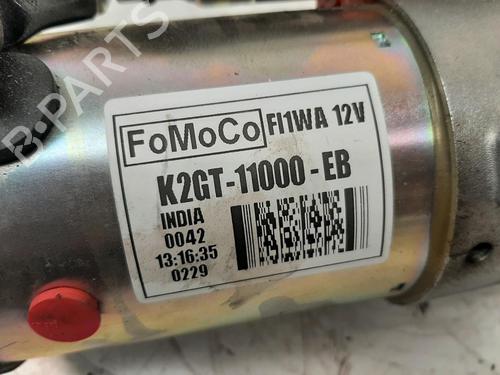 FoMoCo FI1WA 12V
K2GT-11000-EB
INDIA
0042
13:16:35
0229
B-PARTS